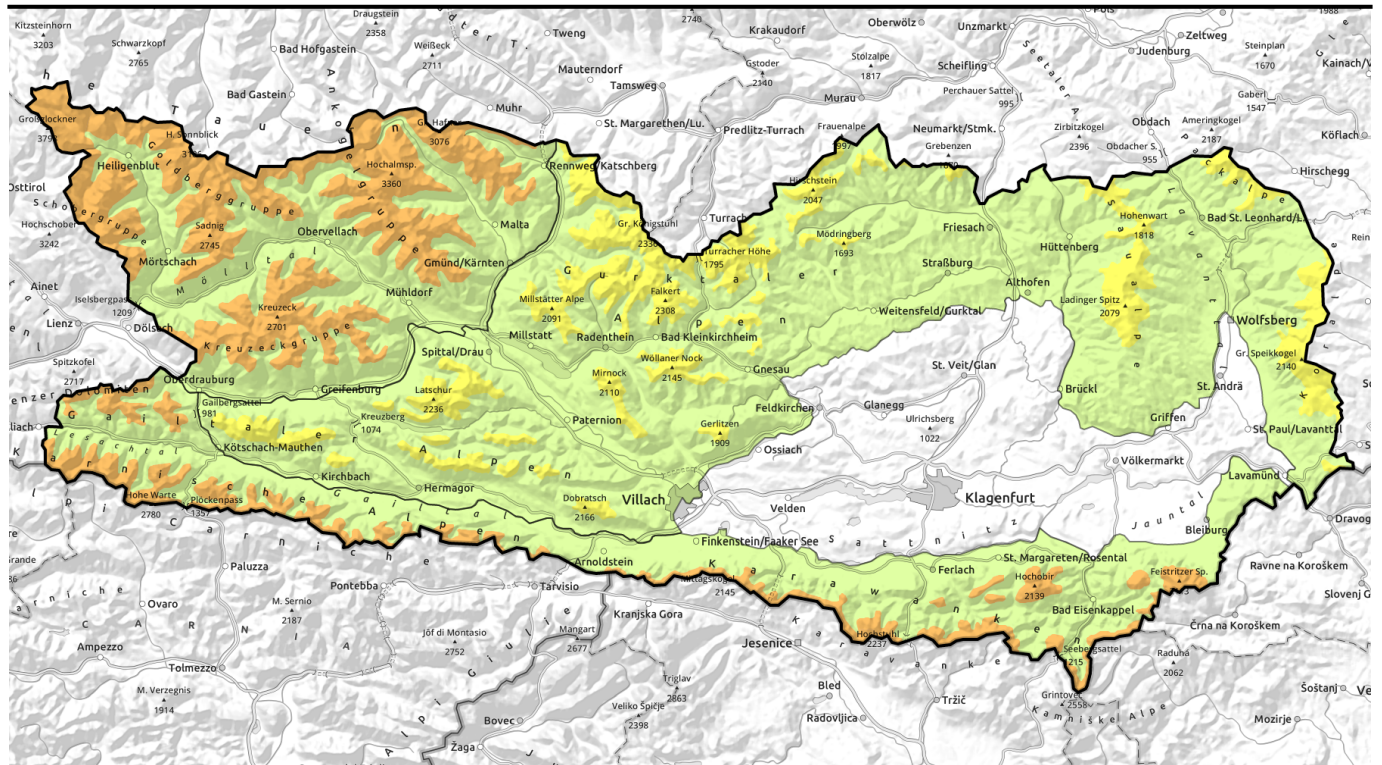 Kitzsteinhorn
3203
Schwarzkopf
2765
Draugstein
2358
Bad Hofgastein
Weißeck
2711
Tweng
2740
Krakaudorf
Oberwölz
Unzmarkt
Pöls
1988
Zeltweg
Judenburg
Steinplan
1670
Mauterndorf
Gstoder
2140
Stolzalpe
1817
Scheifling
Kainach/V
Bad Gastein
Tamsweg
Muhr
Murau
Perchauer Sattel
995
Gaberl
1547
St. Margarethen/Lu.
Predlitz-Turrach
Frauenalpe
1997
Neumarkt/Stmk.
Zirbitzkogel
2396
Obdach
Ameringkogel
2187
Köflach
Großglockner
H. Sonnblick
3076
Grebenzen
Obdacher S.
955
Heiligenblut
Hochalmsp.
3360
Rennweg/Katschberg
Hirschegg
Osttirol
Schobergruppe
Goldberggruppe
Ankogelgruppe
Hirschstein
2047
Packalpe
Hochschober
3242
Sadnig
2745
Malta
Gr. Königstuhl
2336
Turrach
Mödringberg
1693
Friesach
Hohenwart
1818
Bad St. Leonhard/L.
Obervellach
Hüttenberg
Rein
Mörtschach
Mölltal
Gmünd/Kärnten
Turracher Höhe
1795
Straßburg
Ainet
Iselsbergpass
1209
Mühldorf
Gurktaler
Alpen
Althofen
Saualpe
Lavanttal
Kreuzeck
2701
Millstätter Alpe
2091
Falkert
2308
Weitensfeld/Gurktal
Ladinger Spitz
2079
Lienz
Dölsach
Kreuzeckgruppe
Millstatt
Radenthein
Bad Kleinkirchheim
Wolfsberg
Spittal/Drau
Wöllaner Nock
2145
Gnesau
St. Veit/Glan
Gr. Speikkogel
2140
Spitzkofel
2717
Oberdrauburg
Greifenburg
Mirnock
2110
Brückl
St. Andrä
Latschur
2236
Gailbergsattel
981
Kreuzberg
1074
Paternion
Feldkirchen
Glanegg
Ulrichsberg
1022
Griffen
Gerlitzen
1909
St. Paul/Lavanttal
Lesachtal
Gailtaler
Alpen
Kötschach-Mauthen
Ossiach
Völkermarkt
Kirchbach
Hermagor
Lavamünd
Hohe Warte
2780
Plöckenpass
1357
Karnische
Gailtal
Alpen
Dobratsch
2166
Villach
Klagenfurt
Velden
Sattnitz
Jauntal
Dravog
Bleiburg
Finkenstein/Faaker See
Paluzza
Arnoldstein
St. Margareten/Rosental
Ravne na Koroškem
Ferlach
Karawanken
Pontebba
Tarvisio
Mittagskogel
2145
Hochobir
2139
Feistritzer Sp.
Ovaro
M. Sernio
2187
Kranjska Gora
Bad Eisenkappel
Slovenj G
Jôf di Montasio
2752
Mangart
2677
Hochstuhl
2237
Črna na Koroškem
Ampezzo
Jesenice
Seebergsattel
1215
Raduha
2062
Tolmezzo
Triglav
2863
Bled
Grintovec
2558
Šoštanj
Ve
M. Verzegnis
1914
Veliko Špičje
2398
Tržič
Kamniške Alpe
Bovec
Radovljica
Mozirje
Žaga